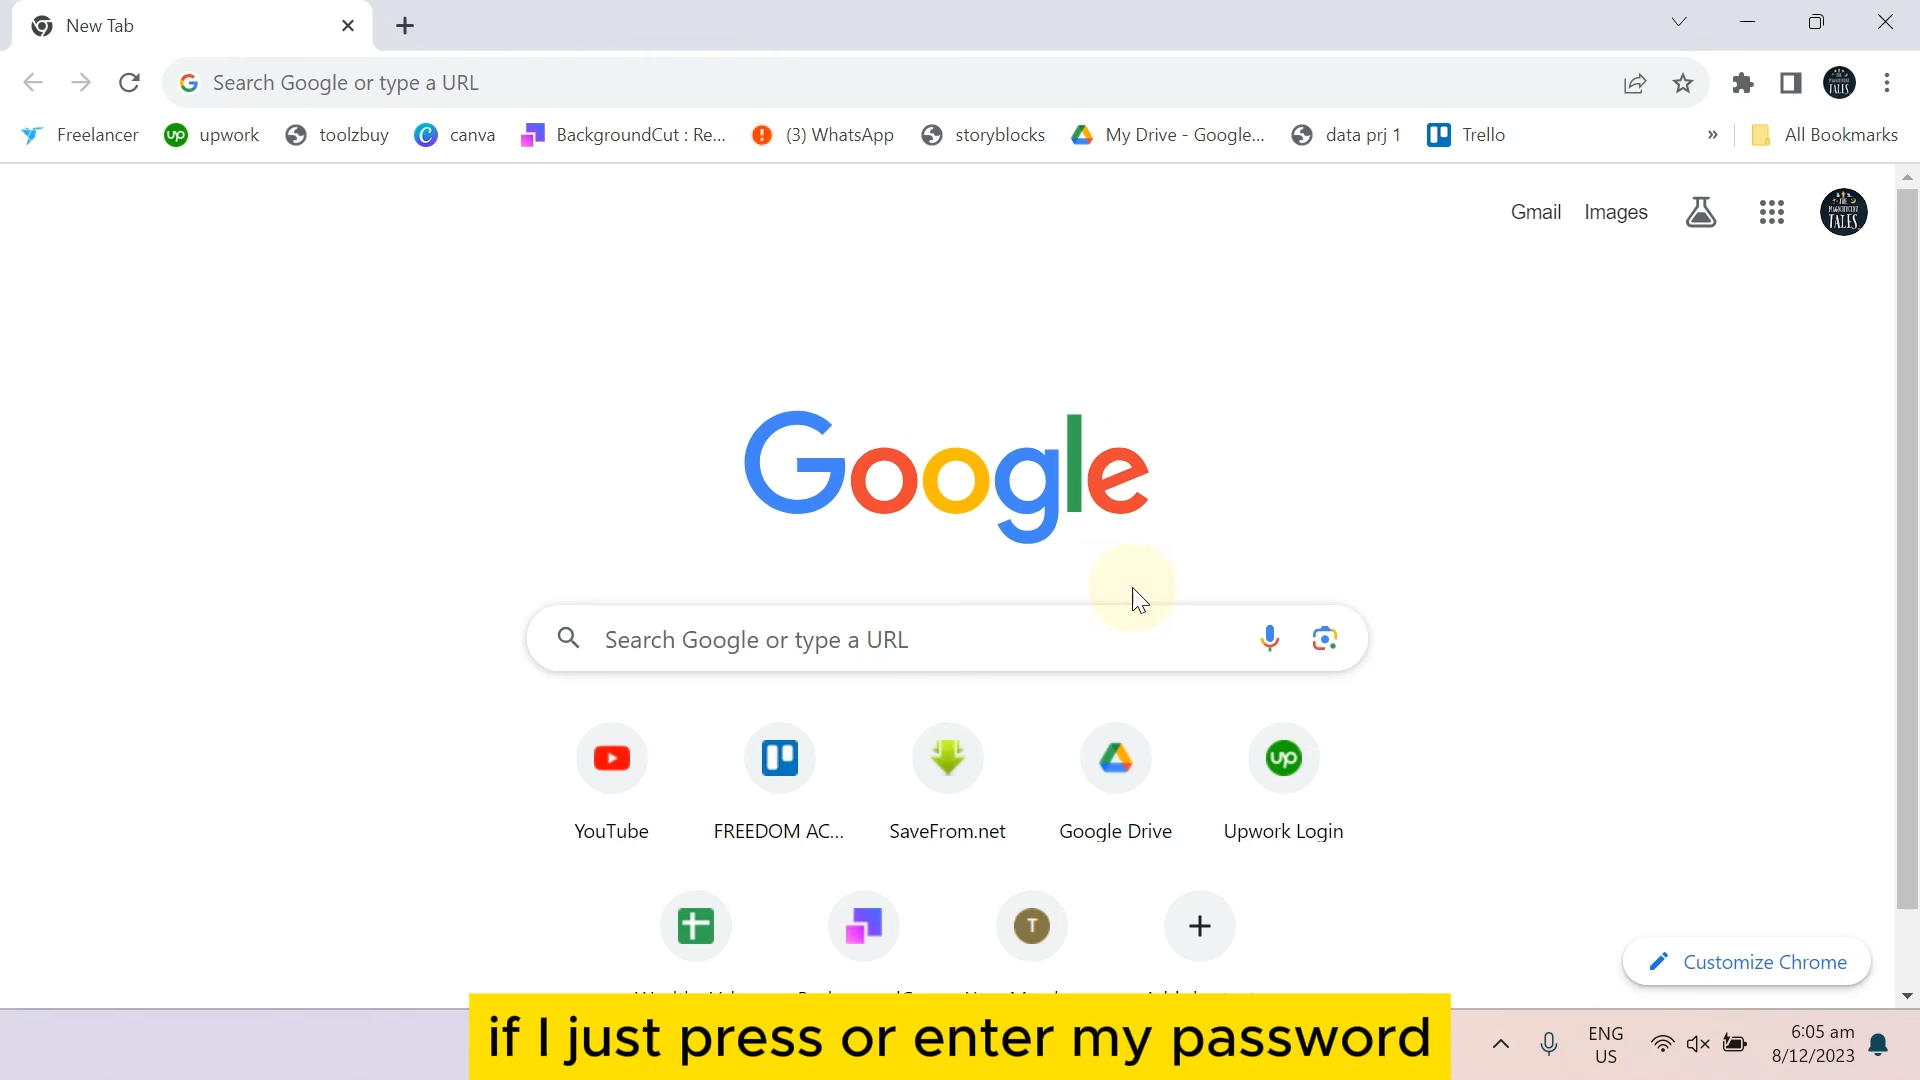 New Tab
Search Google or type a URL
Freelancer
upwork
toolzbuy
canva
BackgroundCut : Re...
(3) WhatsApp
storyblocks
My Drive - Google...
data prj 1
Trello
»
All Bookmarks
Gmail
Images
THE MAGNIFICENT TALES
Google
Search Google or type a URL
YouTube
FREEDOM AC...
SaveFrom.net
Google Drive
Upwork Login
T
Customize Chrome
if I just press or enter my password
ENG
US
6:05 am
8/12/2023